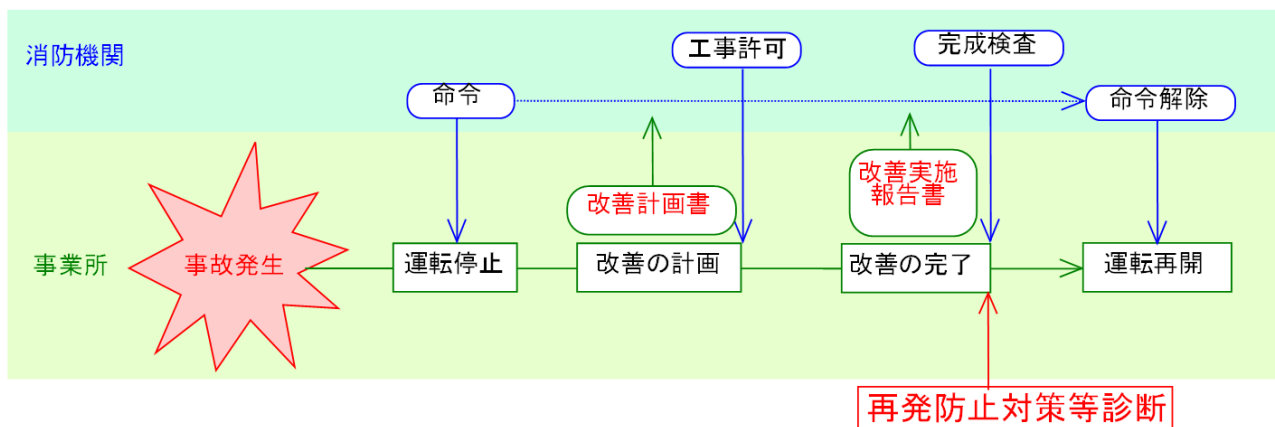 消防機関
工事許可
完成検査
命令
命令解除
改善計画書
改善実施
報告書
事業所
事故発生
運転停止
改善の計画
改善の完了
運転再開
再発防止対策等診断